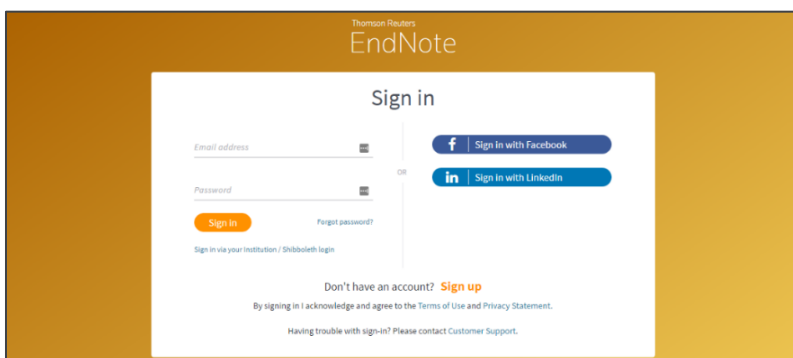 Thomson Reuters
EndNote
Sign in
Email address
Password
Sign in
Forgot password?
Sign in via your institution / Shibboleth login
OR
f Sign in with Facebook
in Sign in with LinkedIn
Don't have an account? Sign up
By signing in I acknowledge and agree to the Terms of Use and Privacy Statement.
Having trouble with sign-in? Please contact Customer Support.